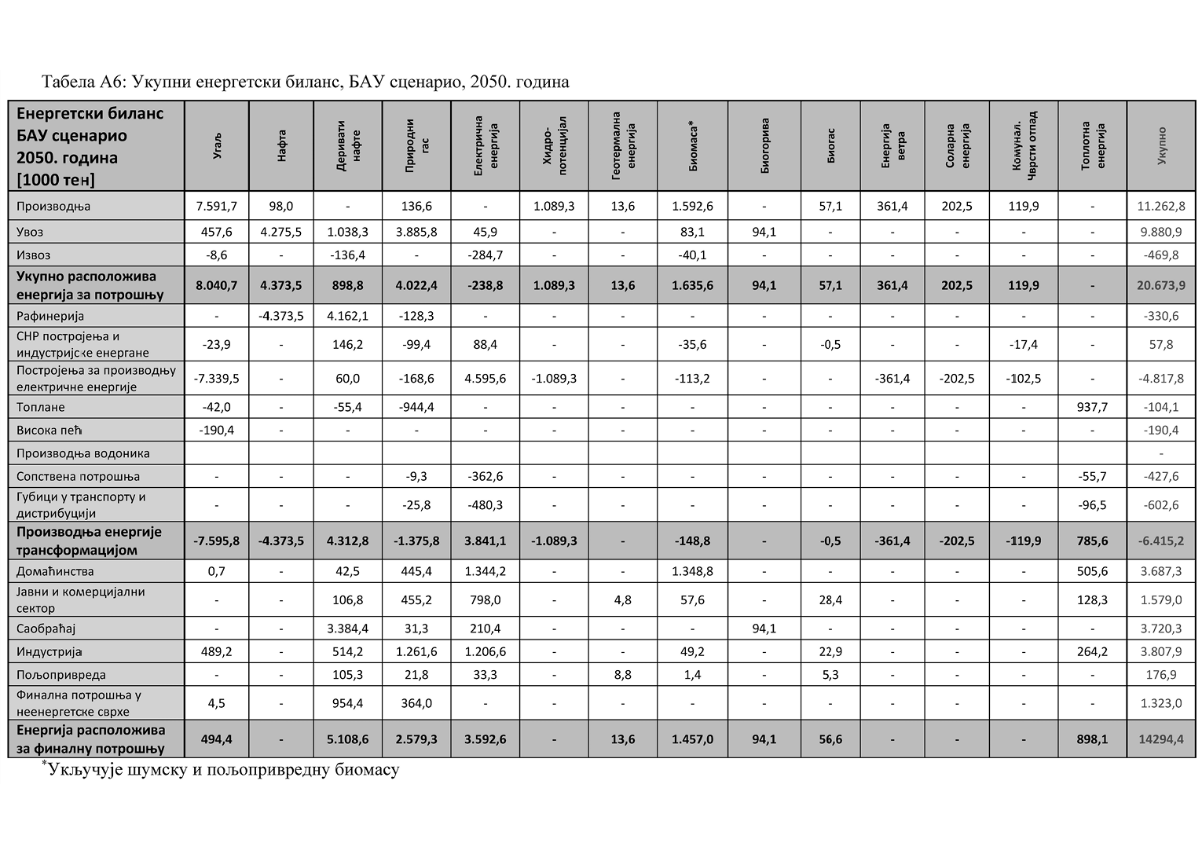 Табела А6: Укупни енергетски биланс, БАУ сценарио, 2050. година
Енергетски биланс
БАУ сценарио
2050. година
[1000 тен]
Угаљ
Нафта
Деривати
нафте
Природни
гас
Електрична
енергија
Хидро-
потенцијал
Геотермална
енергија
Биомаса*
Биогорива
Биогас
Енергија
ветра
Соларна
енергија
Комунал.
Чврсти отпад
Топлотна
енергија
Укупно
Производња 7.591,7 98,0 - 136,6 - 1.089,3 13,6 1.592,6 - 57,1 361,4 202,5 119,9 - 11.262,8
Увоз 457,6 4.275,5 1.038,3 3.885,8 45,9 - - 83,1 94,1 - - - - - 9.880,9
Извоз -8,6 - -136,4 - -284,7 - - -40,1 - - - - - - -469,8
Укупно расположива
енергија за потрошњу 8.040,7 4.373,5 898,8 4.022,4 -238,8 1.089,3 13,6 1.635,6 94,1 57,1 361,4 202,5 119,9 - 20.673,9
Рафинерија - -4.373,5 4.162,1 -128,3 - - - - - - - - - - -330,6
СНР постројења и
индустријске енергане -23,9 - 146,2 -99,4 88,4 - - -35,6 - -0,5 - - -17,4 57,8
Постројења за производњу
електричне енергије -7.339,5 60,0 -168,6 4.595,6 -1.089,3 - -113,2 - -361,4 -202,5 -102,5 - -4.817,8
Топлане -42,0 - -55,4 -944,4 - - - - - - - - - 937,7 -104,1
Висока пећ -190,4 - - - - - - - - - - - - - -190,4
Производња водоника -
Сопствена потрошња - - - -9,3 -362,6 - - - - - - - - -55,7 -427,6
Губици у транспорту и
дистрибуцији - - - -25,8 -480,3 - - - - - - - - -96,5 -602,6
Производња енергије
трансформацијом -7.595,8 -4.373,5 4.312,8 -1.375,8 3.841,1 -1.089,3 - -148,8 - -0,5 -361,4 -202,5 -119,9 785,6 -6.415,2
Домаћинства 0,7 - 42,5 445,4 1.344,2 - - 1.348,8 - - - - - 505,6 3.687,3
Јавни и комерцијални
сектор - - 106,8 455,2 798,0 - 4,8 57,6 - 28,4 - - - 128,3 1.579,0
Саобраћај - - 3.384,4 31,3 210,4 - - - 94,1 - - - - - 3.720,3
Индустрија 489,2 - 514,2 1.261,6 1.206,6 - - 49,2 - 22,9 - - - 264,2 3.807,9
Пољопривреда - - 105,3 21,8 33,3 - 8,8 1,4 - 5,3 - - - - 176,9
Финална потрошња у
неенергетске сврхе 4,5 - 954,4 364,0 - - - - - - - - - - 1.323,0
Енергија расположива
за финалну потрошњу 494,4 - 5.108,6 2.579,3 3.592,6 13,6 1.457,0 94,1 56,6 - - - 898,1 14294,4
*Укључује шумску и пољопривредну биомасу